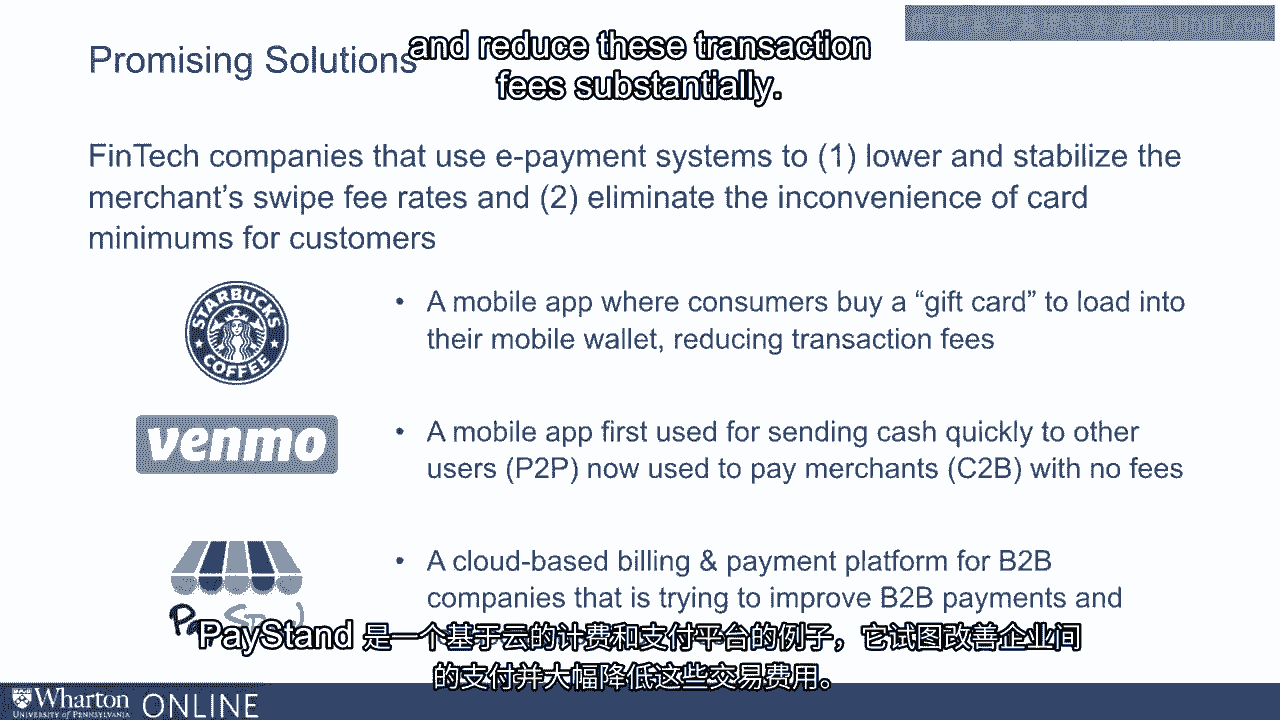 Promising Solutions
and reduce these transaction
fees substantially.
FinTech companies that use e-payment systems to (1) lower and stabilize the
merchant's swipe fee rates and (2) eliminate the inconvenience of card
minimums for customers
STARBUCKS
COFFEE
• A mobile app where consumers buy a “gift card” to load into
their mobile wallet, reducing transaction fees
venmo
• A mobile app first used for sending cash quickly to other
users (P2P) now used to pay merchants (C2B) with no fees
• A cloud-based billing & payment platform for B2B
companies that is trying to improve B2B payments and
PayStand 是一个基于云的计费和支付平台的例子，它试图改善企业间
的支付并大幅降低这些交易费用。
Wharton
UNIVERSITY of PENNSYLVANIA
ONLINE